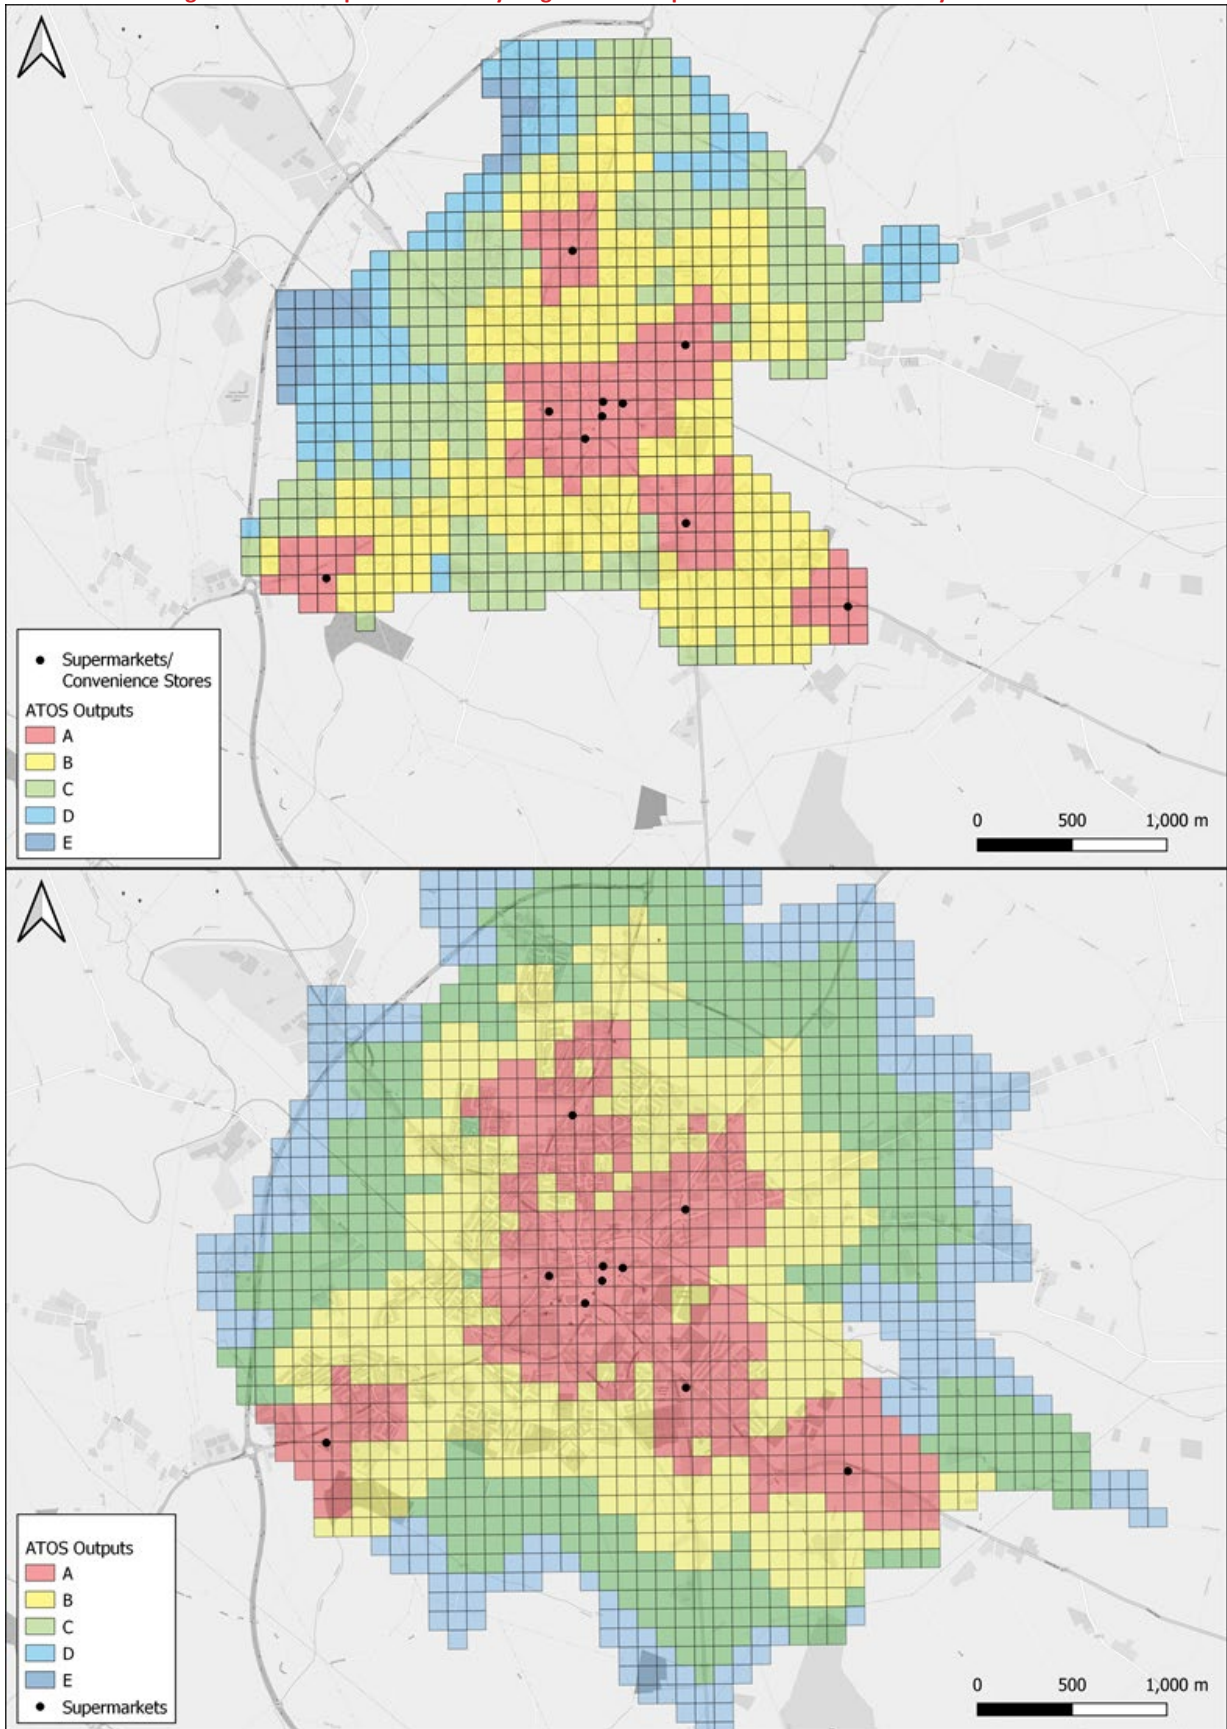 Supermarkets/
Convenience Stores
ATOS Outputs
A
B
C
D
E
0 500 1,000 m
ATOS Outputs
A
B
C
D
E
Supermarkets
0 500 1,000 m